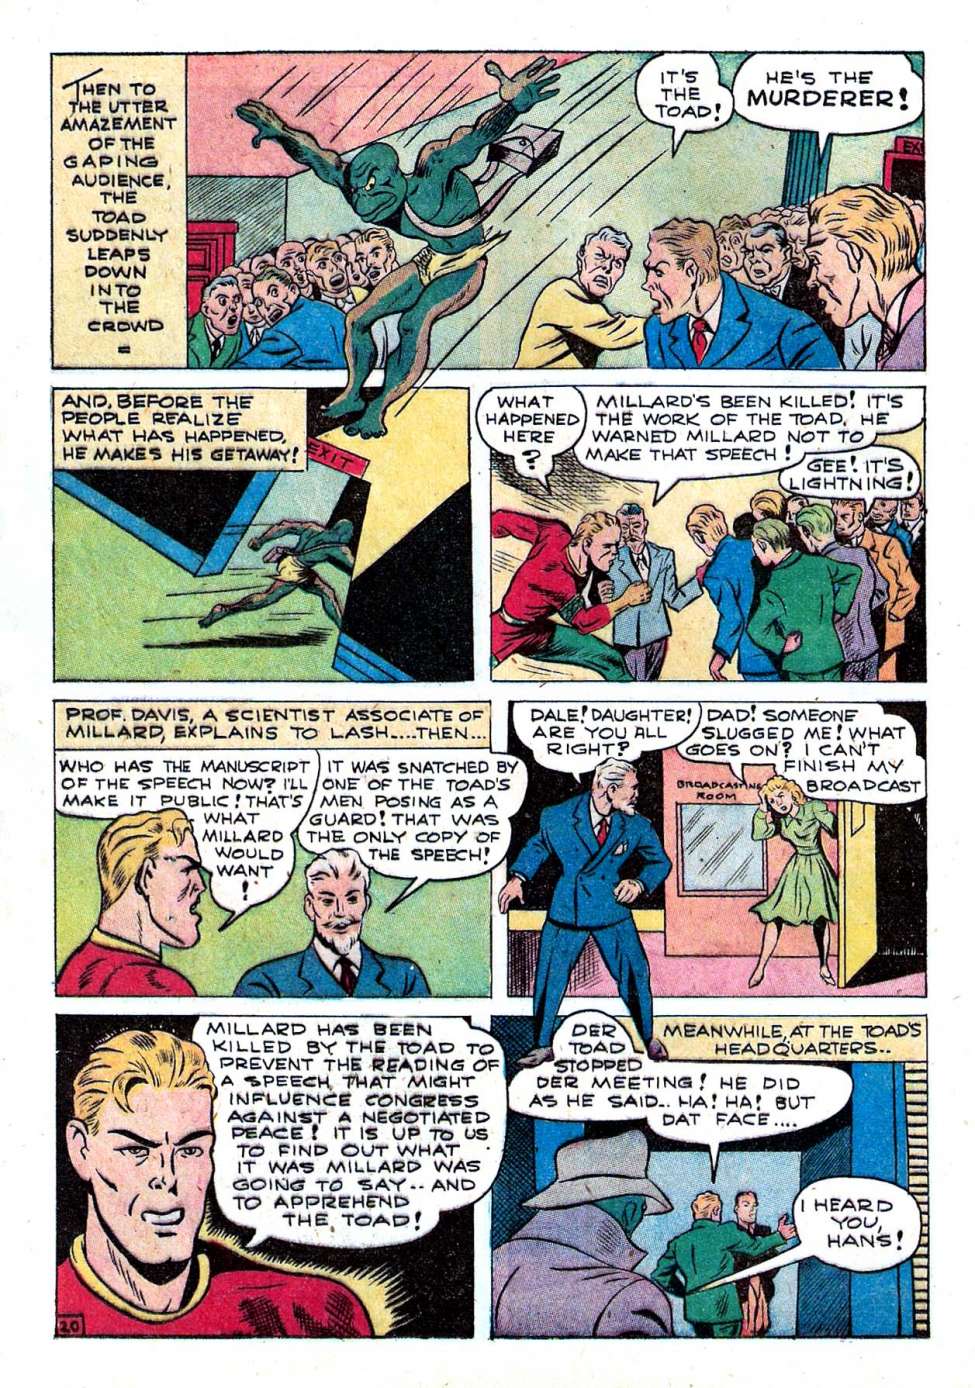 THEN TO
THE UTTER
AMAZEMENT
OF THE
GAPING
AUDIENCE,
THE
TOAD
SUDDENLY
LEAPS
DOWN
INTO
THE
CROWD
=
IT'S
THE
TOAD!
HE'S THE
MURDERER!
EXI
AND, BEFORE THE
PEOPLE REALIZE
WHAT HAS HAPPENED,
HE MAKES HIS GETAWAY!
EXIT
WHAT
HAPPENED
HERE
?
MILLARD'S BEEN KILLED! IT'S
THE WORK OF THE TOAD, HE
WARNED MILLARD NOT TO
MAKE THAT SPEECH!
GEE! IT'S
LIGHTNING!
PROF. DAVIS, A SCIENTIST ASSOCIATE OF
MILLARD, EXPLAINS TO LASH....THEN...
WHO HAS THE MANUSCRIPT
OF THE SPEECH NOW? I'LL
MAKE IT PUBLIC! THAT'S
WHAT
MILLARD
WOULD
WANT
!
IT WAS SNATCHED BY
ONE OF THE TOAD'S
MEN POSING AS A
GUARD! THAT WAS
THE ONLY COPY OF
THE SPEECH!
DALE! DAUGHTER!
ARE YOU ALL
RIGHT?
DAD! SOMEONE
SLUGGED ME! WHAT
GOES ON? I CAN'T
FINISH MY
BROADCAST
BROADCASTING
ROOM
MILLARD HAS BEEN
KILLED BY THE TOAD TO
PREVENT THE READING OF
A SPEECH, THAT MIGHT
INFLUENCE CONGRESS
AGAINST A NEGOTIATED
PEACE! IT IS UP TO US
TO FIND OUT WHAT
IT WAS MILLARD WAS
GOING TO SAY.. AND
TO APPREHEND
THE TOAD!
20
MEANWHILE, AT THE TOAD'S
HEADQUARTERS..
DER
TOAD
STOPPED
DER MEETING! HE DID
AS HE SAID.. HA! HA! BUT
DAT FACE....
I HEARD
YOU,
HANS!